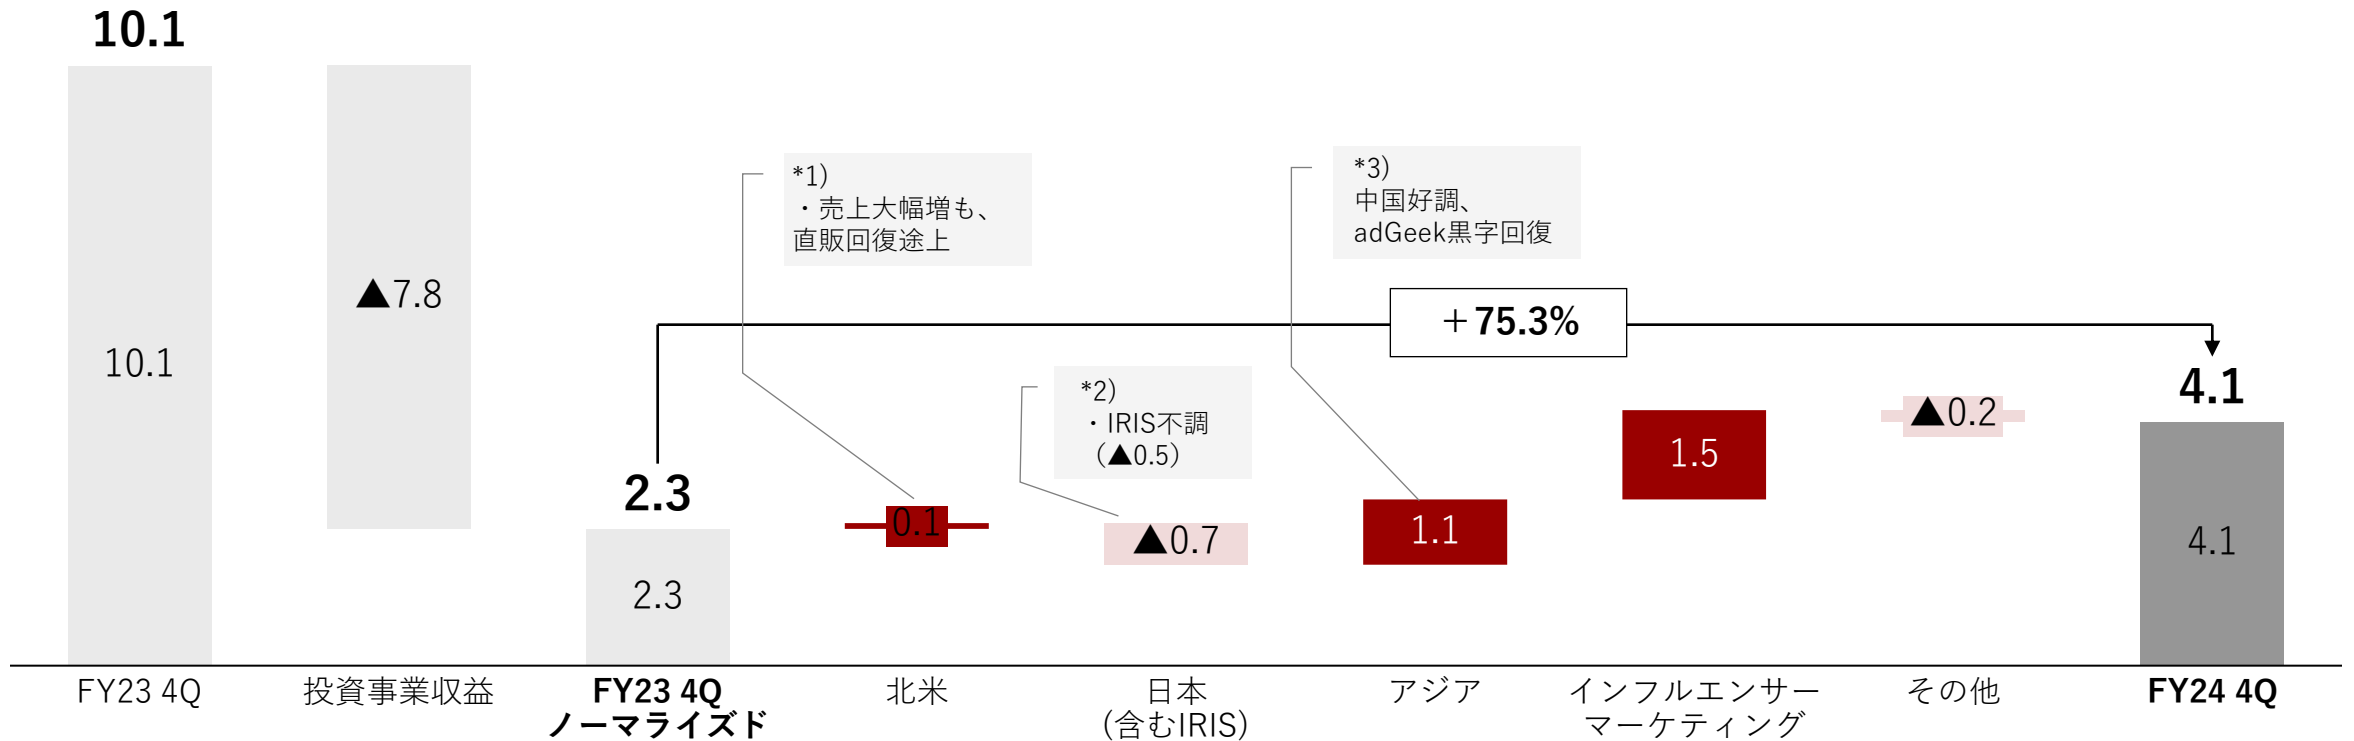 10.1
10.1
▲7.8
2.3
2.3
*1)
・売上大幅増も、
直販回復途上
0.1
*2)
・IRIS不調
（▲0.5）
▲0.7
*3)
中国好調、
adGeek黒字回復
1.1
＋75.3%
1.5
▲0.2
4.1
4.1
FY23 4Q
投資事業収益
FY23 4Q
ノーマライズド
北米
日本
(含むIRIS)
アジア
インフルエンサー
マーケティング
その他
FY24 4Q